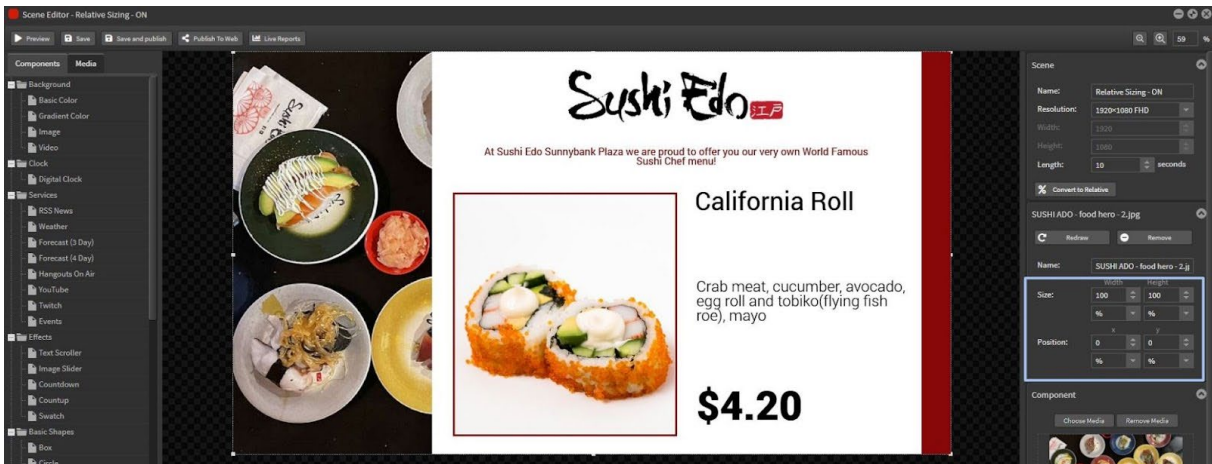 Scene Editor - Relative Sizing - ON
Preview
Save
Save and publish
Publish To Web
Live Reports
59 %
Components
Media
Background
Basic Color
Gradient Color
Image
Video
Clock
Digital Clock
Services
RSS News
Weather
Forecast (3 Day)
Forecast (4 Day)
Hangouts On Air
YouTube
Twitch
Events
Effects
Text Scroller
Image Slider
Countdown
Countup
Swatch
Basic Shapes
Box
Circle
Sushi Edo 江戸
At Sushi Edo Sunnybank Plaza we are proud to offer you our very own World Famous
Sushi Chef menu!
California Roll
Crab meat, cucumber, avocado,
egg roll and tobiko(flying fish
roe), mayo
$4.20
Scene
Name: Relative Sizing - ON
Resolution: 1920×1080 FHD
Width: 1920
Height: 1080
Length: 10 seconds
Convert to Relative
SUSHI ADO - food hero - 2.jpg
Redraw
Remove
Name: SUSHI ADO - food hero - 2.jp
Width Height
Size: 100 100
% %
x y
Position: 0 0
% %
Component
Choose Media
Remove Media